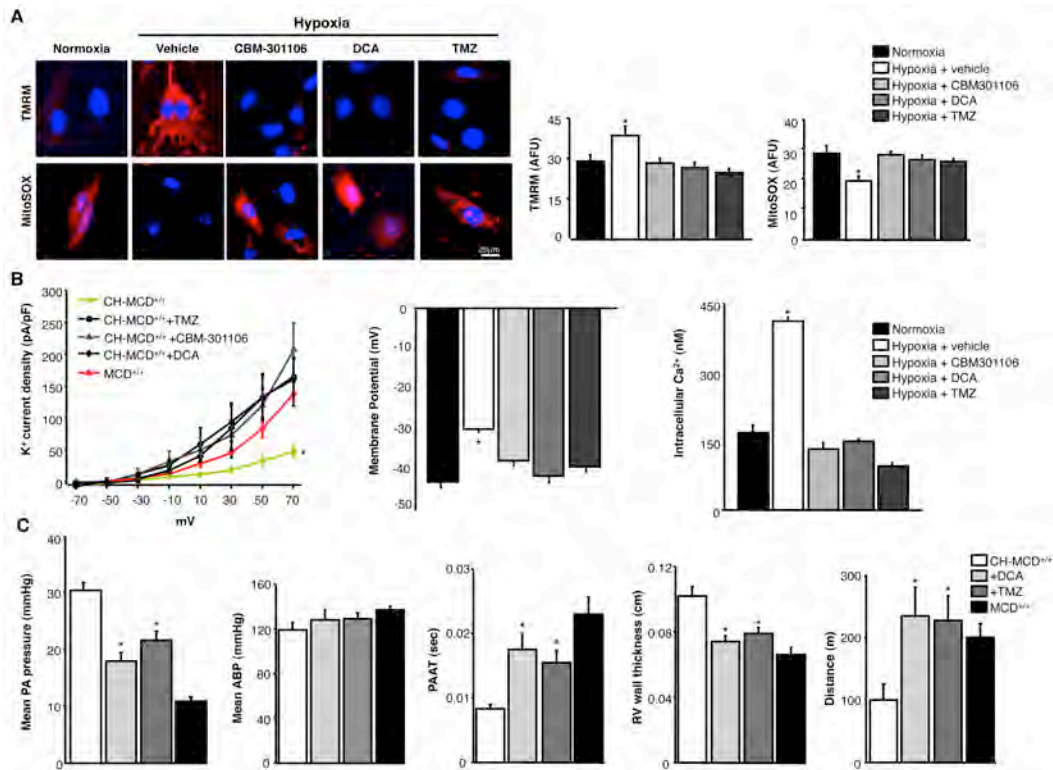 A
Hypoxia
Normoxia Vehicle CBM-301106 DCA TMZ
TMRM
MitoSOX
TMRM (AFU)
45
30
15
0
*
Normoxia
Hypoxia + vehicle
Hypoxia + CBM301106
Hypoxia + DCA
Hypoxia + TMZ
MitoSOX (AFU)
40
30
20
10
0
*
B
K+ current density (pA/pF)
250
200
150
100
50
0
-70 -50 -30 -10 10 30 50 70
mV
CH-MCD+/+
CH-MCD+/+ +TMZ
CH-MCD+/+ +CBM-301106
CH-MCD+/+ +DCA
MCD+/+
*
Membrane Potential (mV)
0
-10
-20
-30
-40
-50
*
Intracellular Ca2+ (nM)
450
300
150
0
*
Normoxia
Hypoxia + vehicle
Hypoxia + CBM301106
Hypoxia + DCA
Hypoxia + TMZ
C
Mean PA pressure (mmHg)
40
30
20
10
0
* *
Mean ABP (mmHg)
160
120
80
40
0
PAAT (sec)
0.03
0.02
0.01
0
* *
RV wall thickness (cm)
0.12
0.08
0.04
0
* *
Distance (m)
300
200
100
0
* *
CH-MCD+/+
+DCA
+TMZ
MCD+/+